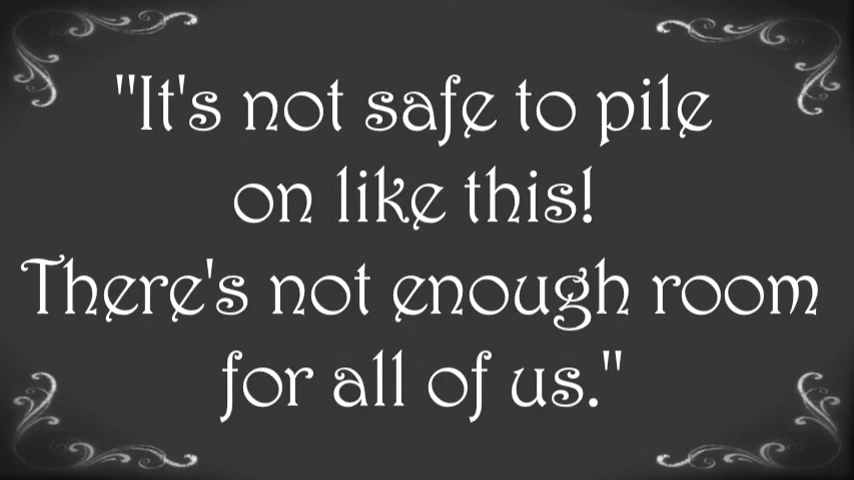 "It's not safe to pile
on like this!
There's not enough room
for all of us."